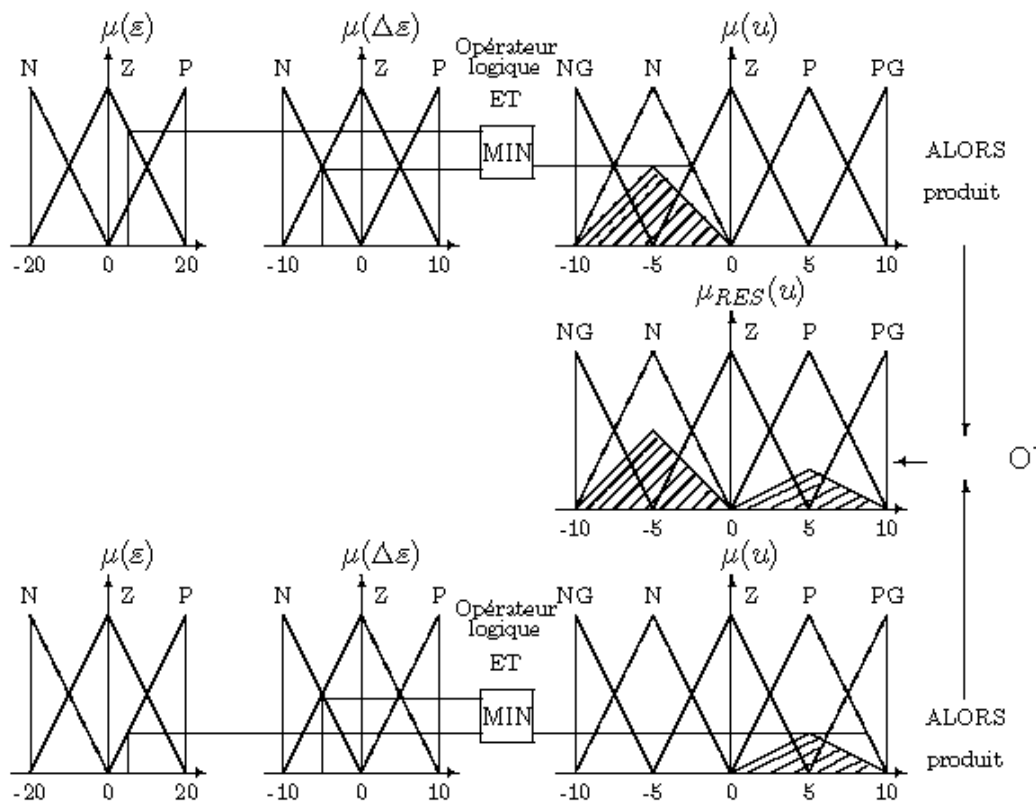 μ(ε) μ(Δε) μ(u)
Opérateur
logique
N Z P N Z P NG N Z P PG
ET
MIN
ALORS
produit
-20 0 20 -10 0 10 -10 -5 0 5 10
μRES(u)
NG N Z P PG
-10 -5 0 5 10
μ(ε) μ(Δε) μ(u)
N Z P N Z P NG N Z P PG
Opérateur
logique
ET
MIN
ALORS
produit
-20 0 20 -10 0 10 -10 -5 0 5 10